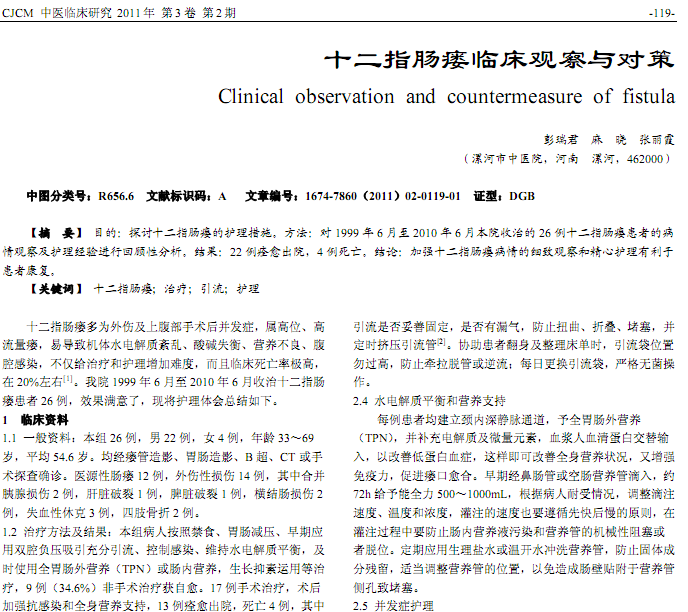 CJCM 中医临床研究 2011 年 第 3 卷 第 2 期 -119-
十二指肠瘘临床观察与对策
Clinical observation and countermeasure of fistula
彭瑞君 麻 晓 张丽霞
（漯河市中医院，河南 漯河，462000）
中图分类号：R656.6 文献标识码：A 文章编号：1674-7860（2011）02-0119-01 证型：DGB
【摘 要】 目的：探讨十二指肠瘘的护理措施。方法：对 1999 年 6 月至 2010 年 6 月本院收治的 26 例十二指肠瘘患者的病
情观察及护理经验进行回顾性分析。结果：22 例痊愈出院，4 例死亡。结论：加强十二指肠瘘病情的细致观察和精心护理有利于
患者康复。
【关键词】 十二指肠瘘；治疗；引流；护理
十二指肠瘘多为外伤及上腹部手术后并发症，属高位、高
流量瘘，易导致机体水电解质紊乱、酸碱失衡、营养不良、腹
腔感染，不仅给治疗和护理增加难度，而且临床死亡率极高，
在 20%左右[1]。我院 1999 年 6 月至 2010 年 6 月收治十二指肠
瘘患者 26 例，效果满意了，现将护理体会总结如下。
1 临床资料
1.1 一般资料：本组 26 例，男 22 例，女 4 例，年龄 33～69
岁，平均 54.6 岁。均经瘘管造影、胃肠造影、B 超、CT 或手
术探查确诊。医源性肠瘘 12 例，外伤性损伤 14 例，其中合并
胰腺损伤 2 例，肝脏破裂 1 例，脾脏破裂 1 例，横结肠损伤 2
例，失血性休克 3 例，四肢骨折 2 例。
1.2 治疗方法及结果：本组病人按照禁食、胃肠减压、早期应
用双腔负压吸引充分引流、控制感染、维持水电解质平衡，及
时使用全胃肠外营养（TPN）或肠内营养，生长抑素运用等治
疗，9 例（34.6%）非手术治疗获自愈。17 例手术治疗，术后
加强抗感染和全身营养支持，13 例痊愈出院，死亡 4 例，其中
引流是否妥善固定，是否有漏气，防止扭曲、折叠、堵塞，并
定时挤压引流管[2]。协助患者翻身及整理床单时，引流袋位置
勿过高，防止牵拉脱管或逆流；每日更换引流袋，严格无菌操
作。
2.4 水电解质平衡和营养支持
每例患者均建立颈内深静脉通道，予全胃肠外营养
（TPN），并补充电解质及微量元素，血浆人血清蛋白交替输
入，以改善低蛋白血症，这样即可改善全身营养状况，又增强
免疫力，促进瘘口愈合。早期经鼻肠管或空肠营养管滴入，约
72h 给予能全力 500～1000mL，根据病人耐受情况，调整滴注
速度、温度和浓度，灌注的速度也要遵循先快后慢的原则，在
灌注过程中要防止肠内营养液污染和营养管的机械性阻塞或
者脱位。定期应用生理盐水或温开水冲洗营养管，防止固体成
分残留，适当调整营养管的位置，以免造成肠壁贴附于营养管
侧孔致堵塞。
2.5 并发症护理